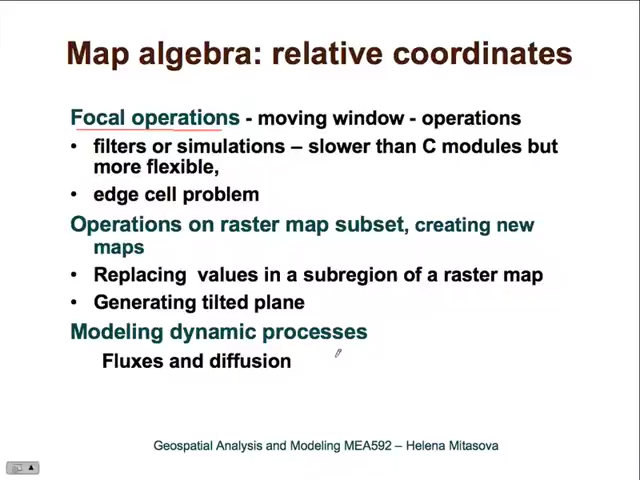 Map algebra: relative coordinates
Focal operations - moving window - operations
• filters or simulations – slower than C modules but
more flexible,
• edge cell problem
Operations on raster map subset, creating new
maps
• Replacing values in a subregion of a raster map
• Generating tilted plane
Modeling dynamic processes
Fluxes and diffusion
Geospatial Analysis and Modeling MEA592 – Helena Mitasova